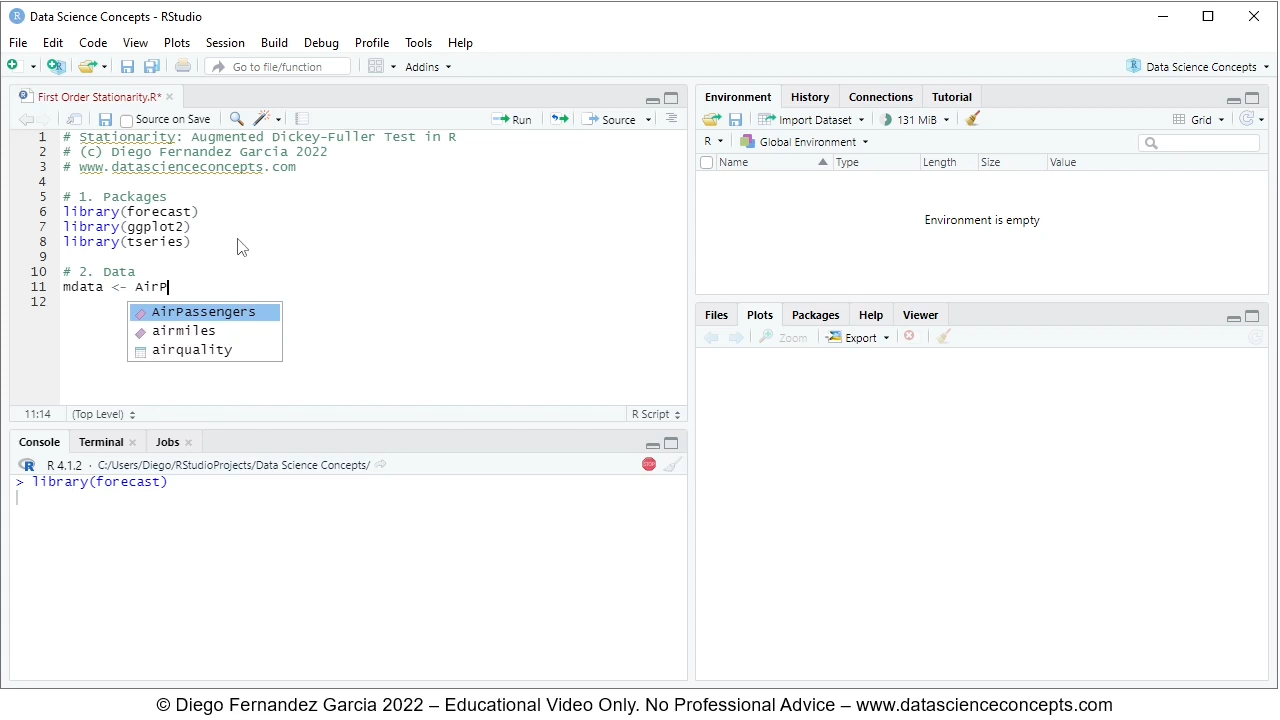 Data Science Concepts - RStudio
File Edit Code View Plots Session Build Debug Profile Tools Help
Go to file/function Addins Data Science Concepts
First Order Stationarity.R*
Source on Save Run Source
1 # Stationarity: Augmented Dickey-Fuller Test in R
2 # (c) Diego Fernandez Garcia 2022
3 # www.datascienceconcepts.com
4
5 # 1. Packages
6 library(forecast)
7 library(ggplot2)
8 library(tseries)
9
10 # 2. Data
11 mdata <- AirP
12
AirPassengers
airmiles
airquality
11:14 (Top Level) R Script
Console Terminal Jobs
R 4.1.2 · C:/Users/Diego/RStudioProjects/Data Science Concepts/
STOP
> library(forecast)
Environment History Connections Tutorial
Import Dataset 131 MiB Grid
R Global Environment
Name Type Length Size Value
Environment is empty
Files Plots Packages Help Viewer
Zoom Export
© Diego Fernandez Garcia 2022 – Educational Video Only. No Professional Advice – www.datascienceconcepts.com